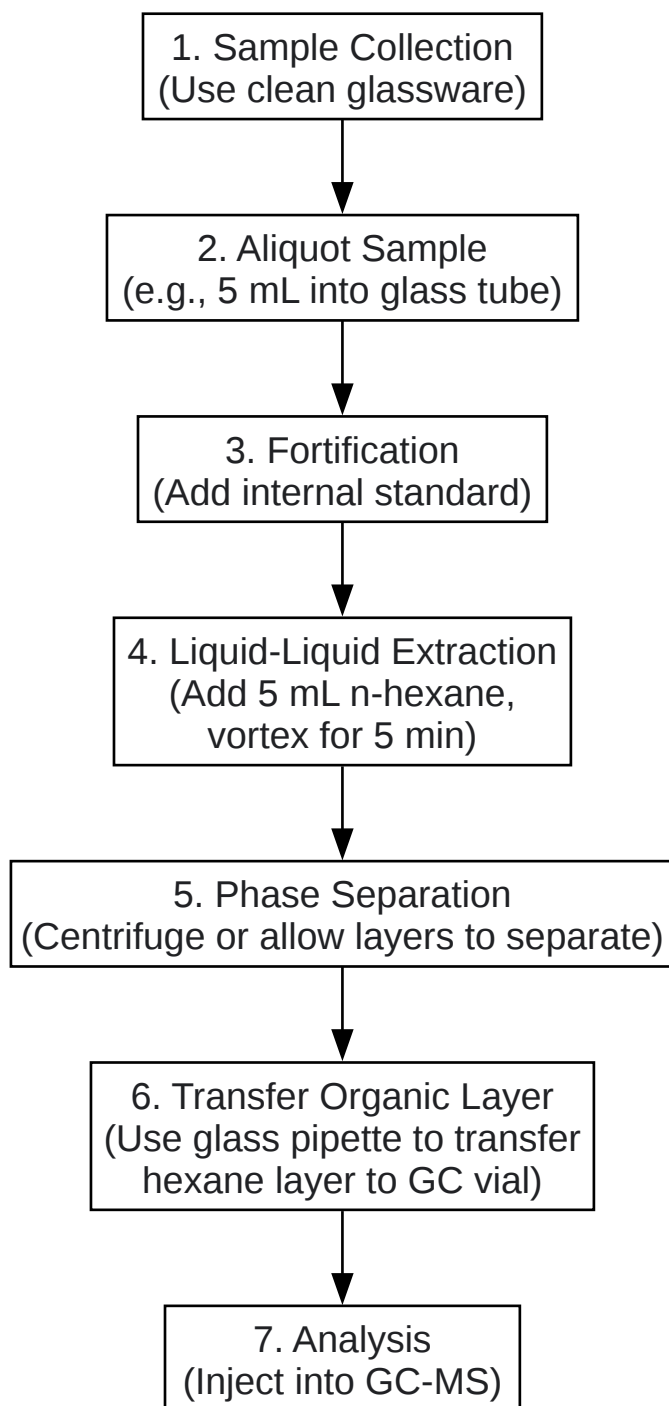 1. Sample Collection
(Use clean glassware)
2. Aliquot Sample
(e.g., 5 mL into glass tube)
3. Fortification
(Add internal standard)
4. Liquid-Liquid Extraction
(Add 5 mL n-hexane,
vortex for 5 min)
5. Phase Separation
(Centrifuge or allow layers to separate)
6. Transfer Organic Layer
(Use glass pipette to transfer
hexane layer to GC vial)
7. Analysis
(Inject into GC-MS)